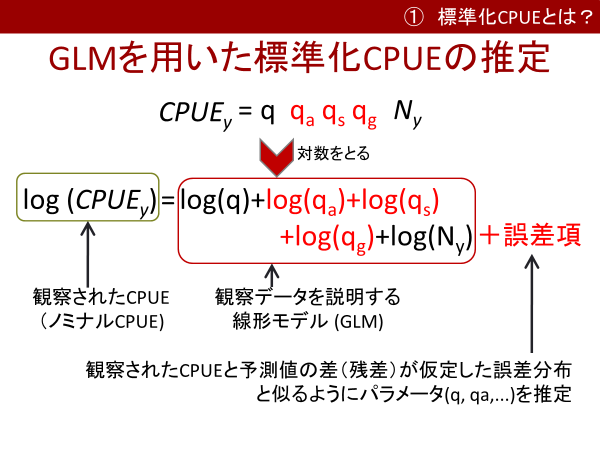 ① 標準化CPUEとは？
GLMを用いた標準化CPUEの推定
CPUEy = q qa qs qg Ny
対数をとる
log (CPUEy)=log(q)+log(qa)+log(qs)
+log(qg)+log(Ny)＋誤差項
観察されたCPUE
（ノミナルCPUE)
観察データを説明する
線形モデル (GLM)
観察されたCPUEと予測値の差（残差）が仮定した誤差分布
と似るようにパラメータ(q, qa,...)を推定